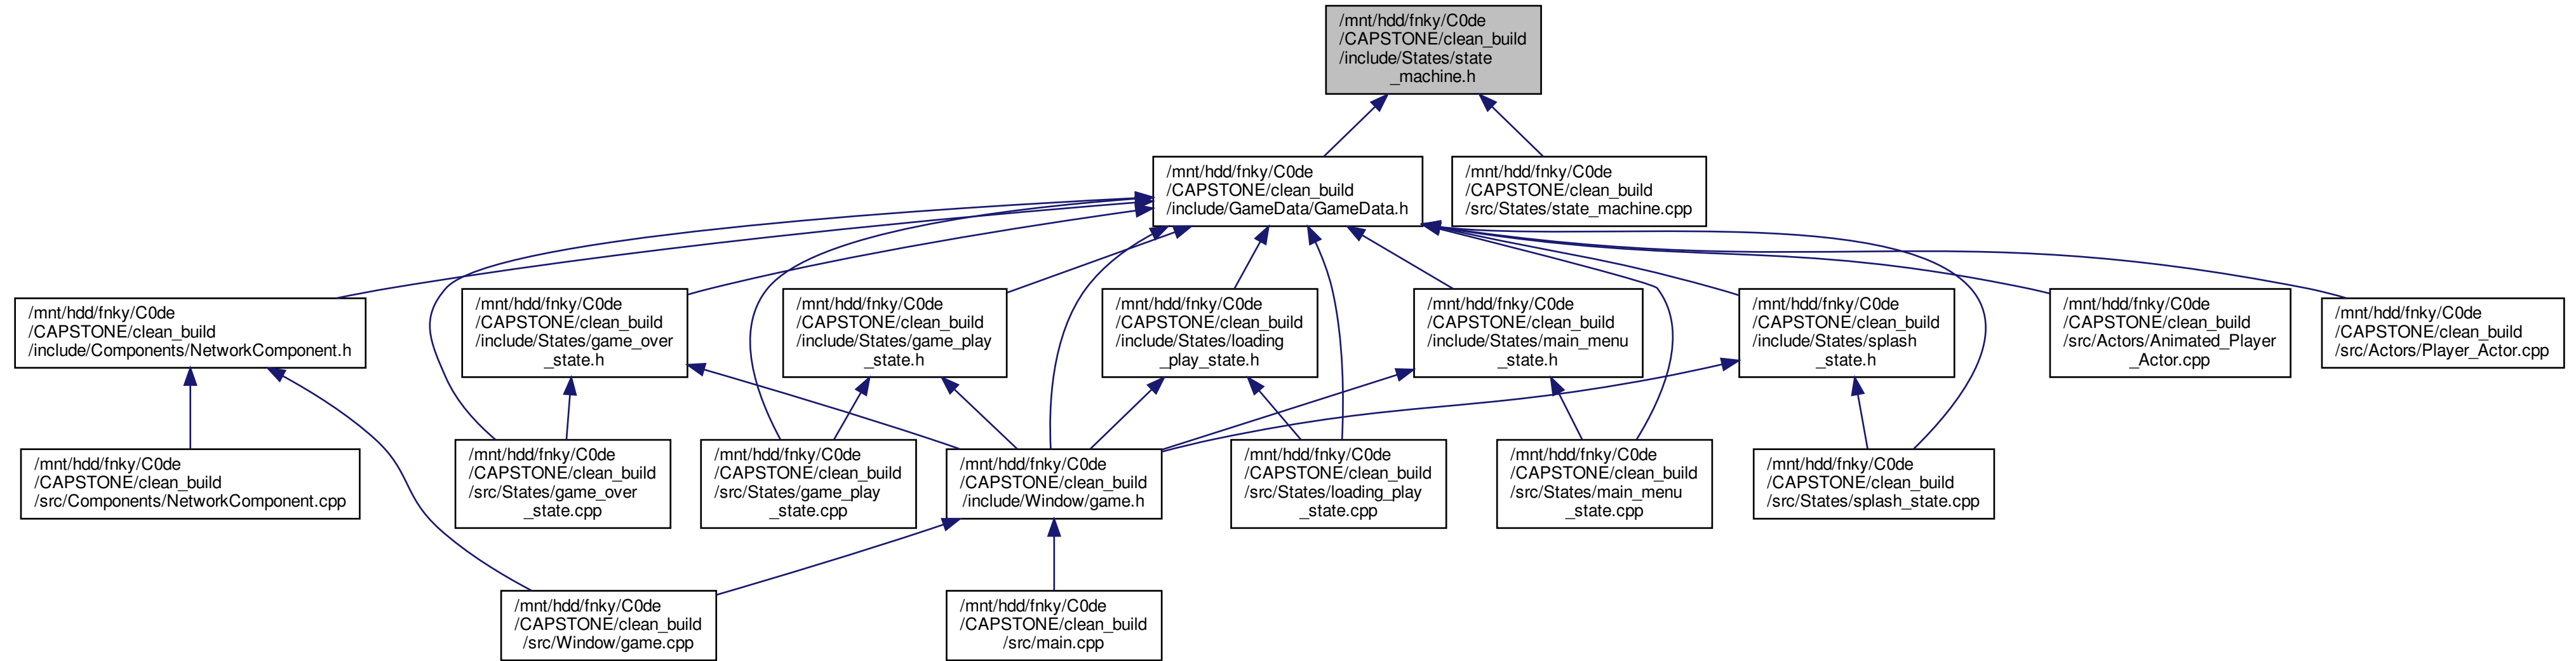 /mnt/hdd/fnky/C0de
/CAPSTONE/clean_build
/include/States/state
_machine.h
/mnt/hdd/fnky/C0de
/CAPSTONE/clean_build
/include/GameData/GameData.h
/mnt/hdd/fnky/C0de
/CAPSTONE/clean_build
/src/States/state_machine.cpp
/mnt/hdd/fnky/C0de
/CAPSTONE/clean_build
/include/Components/NetworkComponent.h
/mnt/hdd/fnky/C0de
/CAPSTONE/clean_build
/include/States/game_over
_state.h
/mnt/hdd/fnky/C0de
/CAPSTONE/clean_build
/include/States/game_play
_state.h
/mnt/hdd/fnky/C0de
/CAPSTONE/clean_build
/include/States/loading
_play_state.h
/mnt/hdd/fnky/C0de
/CAPSTONE/clean_build
/include/States/main_menu
_state.h
/mnt/hdd/fnky/C0de
/CAPSTONE/clean_build
/include/States/splash
_state.h
/mnt/hdd/fnky/C0de
/CAPSTONE/clean_build
/src/Actors/Animated_Player
_Actor.cpp
/mnt/hdd/fnky/C0de
/CAPSTONE/clean_build
/src/Actors/Player_Actor.cpp
/mnt/hdd/fnky/C0de
/CAPSTONE/clean_build
/src/Components/NetworkComponent.cpp
/mnt/hdd/fnky/C0de
/CAPSTONE/clean_build
/src/States/game_over
_state.cpp
/mnt/hdd/fnky/C0de
/CAPSTONE/clean_build
/src/States/game_play
_state.cpp
/mnt/hdd/fnky/C0de
/CAPSTONE/clean_build
/include/Window/game.h
/mnt/hdd/fnky/C0de
/CAPSTONE/clean_build
/src/States/loading_play
_state.cpp
/mnt/hdd/fnky/C0de
/CAPSTONE/clean_build
/src/States/main_menu
_state.cpp
/mnt/hdd/fnky/C0de
/CAPSTONE/clean_build
/src/States/splash_state.cpp
/mnt/hdd/fnky/C0de
/CAPSTONE/clean_build
/src/Window/game.cpp
/mnt/hdd/fnky/C0de
/CAPSTONE/clean_build
/src/main.cpp